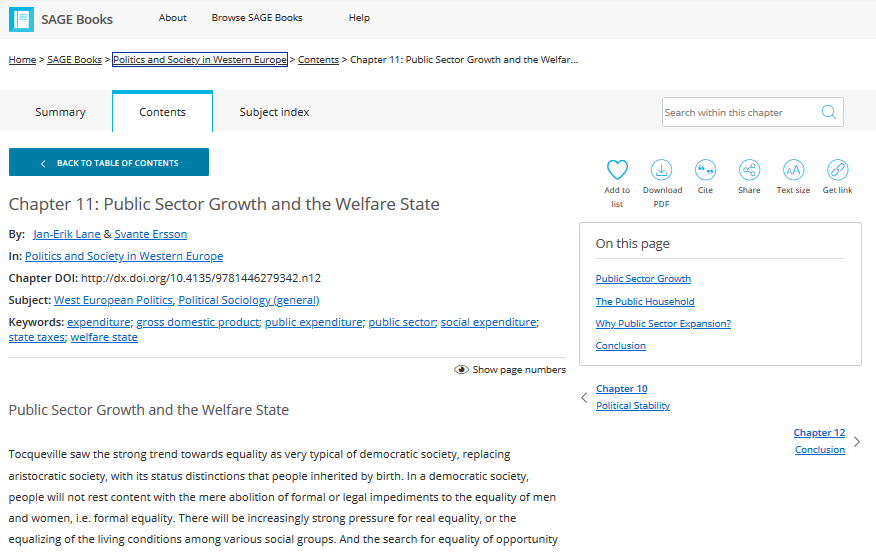 SAGE Books
About
Browse SAGE Books
Help
Home > SAGE Books > Politics and Society in Western Europe > Contents > Chapter 11: Public Sector Growth and the Welfar...
Summary
Contents
Subject index
Search within this chapter
BACK TO TABLE OF CONTENTS
Add to
list
Download
PDF
Cite
Share
Text size
Get link
Chapter 11: Public Sector Growth and the Welfare State
By: Jan-Erik Lane & Svante Ersson
In: Politics and Society in Western Europe
Chapter DOI: http://dx.doi.org/10.4135/9781446279342.n12
Subject: West European Politics, Political Sociology (general)
Keywords: expenditure; gross domestic product; public expenditure; public sector; social expenditure;
state taxes; welfare state
Show page numbers
On this page
Public Sector Growth
The Public Household
Why Public Sector Expansion?
Conclusion
Chapter 10
Political Stability
Chapter 12
Conclusion
Public Sector Growth and the Welfare State
Tocqueville saw the strong trend towards equality as very typical of democratic society, replacing
aristocratic society, with its status distinctions that people inherited by birth. In a democratic society,
people will not rest content with the mere abolition of formal or legal impediments to the equality of men
and women, i.e. formal equality. There will be increasingly strong pressure for real equality, or the
equalizing of the living conditions among various social groups. And the search for equality of opportunity